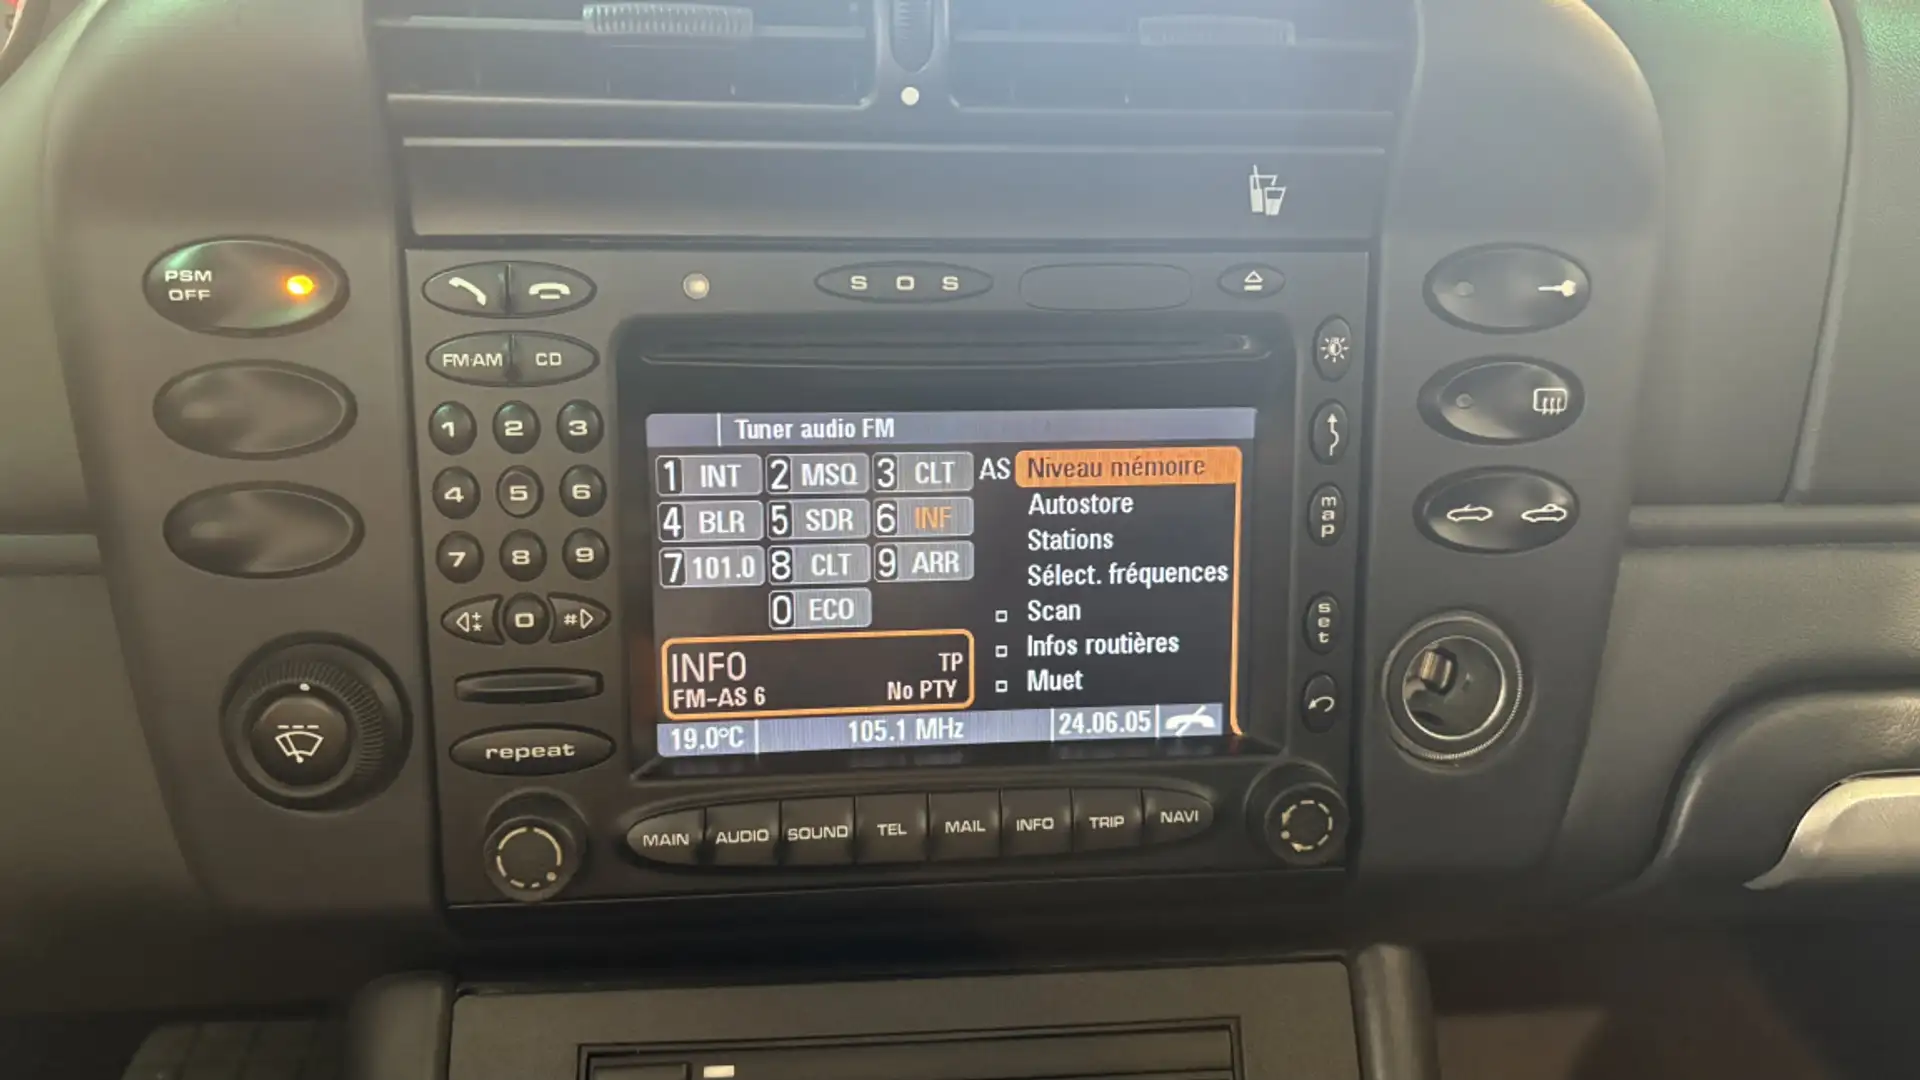 PSM
OFF
S O S
FM·AM CD
1 2 3
4 5 6
7 8 9
* 0 #
repeat
Tuner audio FM
1 INT 2 MSQ 3 CLT AS
4 BLR 5 SDR 6 INF
7 101.0 8 CLT 9 ARR
0 ECO
Niveau mémoire
Autostore
Stations
Sélect. fréquences
Scan
Infos routières
Muet
INFO TP
FM-AS 6 No PTY
19.0°C 105.1 MHz 24.06.05
map
set
MAIN AUDIO SOUND TEL MAIL INFO TRIP NAVI